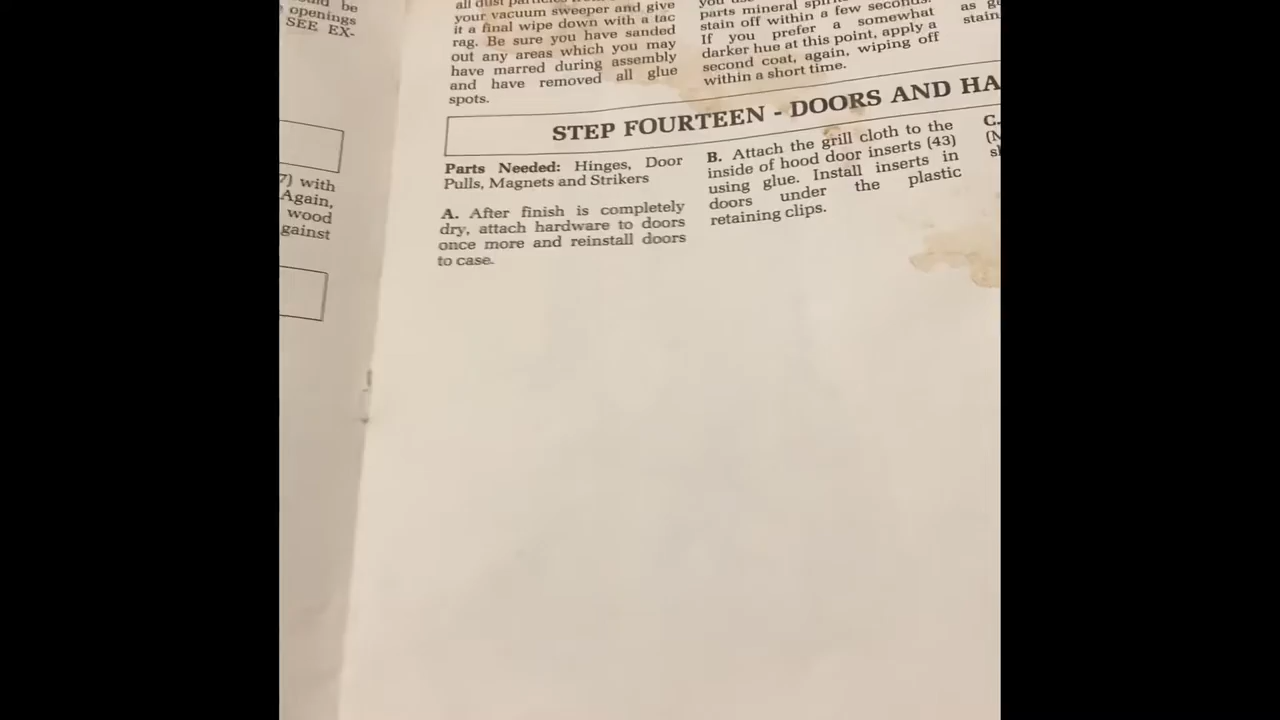 be
openings
SEE EX-
7) with
Again,
wood
gainst
your vacuum sweeper and give
it a final wipe down with a tac
rag. Be sure you have sanded
out any areas which you may
have marred during assembly
and have removed all glue
spots.
parts mineral
stain off within a few seconds.
If you prefer a somewhat
darker hue at this point, apply a
second coat, again, wiping off
within a short time.
as
stain
STEP FOURTEEN - DOORS AND HA
Parts Needed: Hinges, Door
Pulls, Magnets and Strikers
A. After finish is completely
dry, attach hardware to doors
once more and reinstall doors
to case.
B. Attach the grill cloth to the
inside of hood door inserts (43)
using glue. Install inserts in
doors under the plastic
retaining clips.
C.